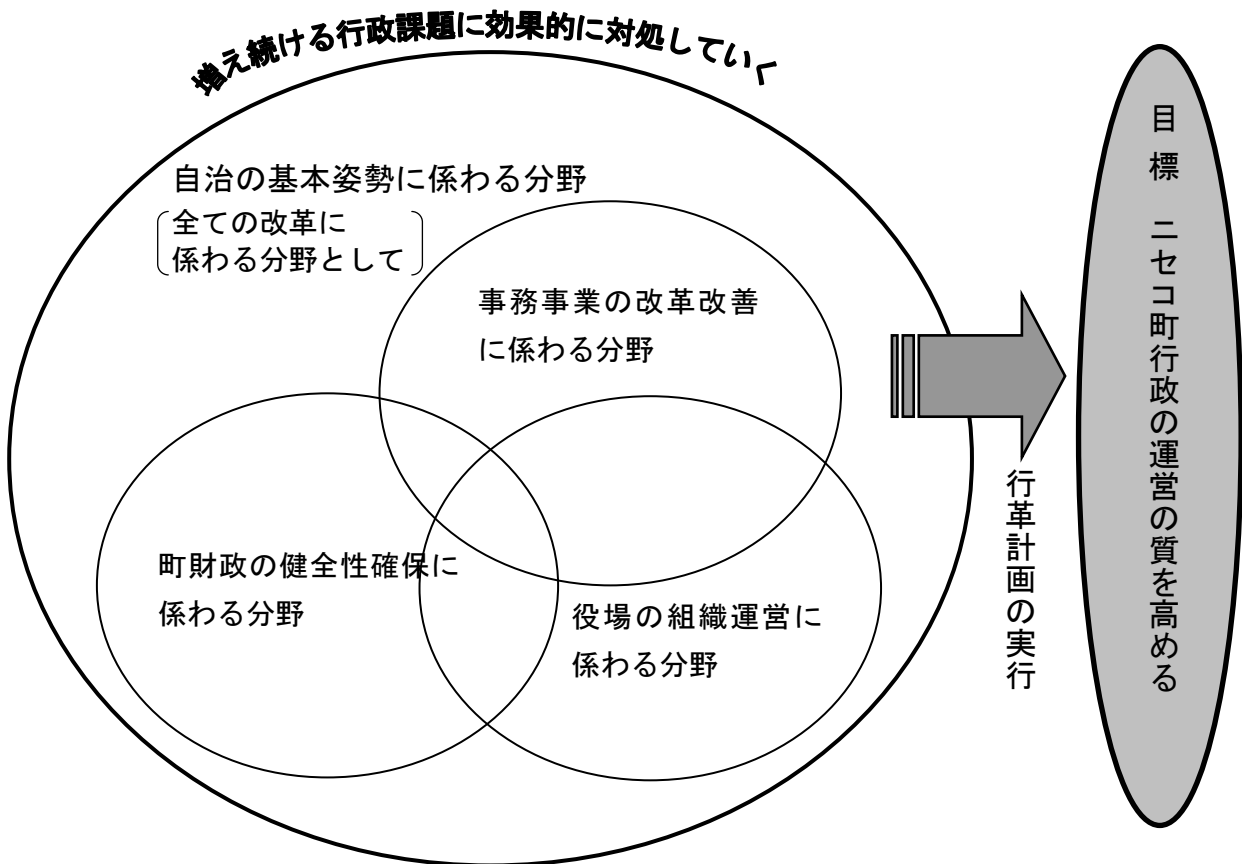 増え続ける行政課題に効果的に対処していく
自治の基本姿勢に係わる分野
全ての改革に
係わる分野として
事務事業の改革改善
に係わる分野
町財政の健全性確保に
係わる分野
役場の組織運営に
係わる分野
行革計画の実行
目標 ニセコ町行政の運営の質を高める